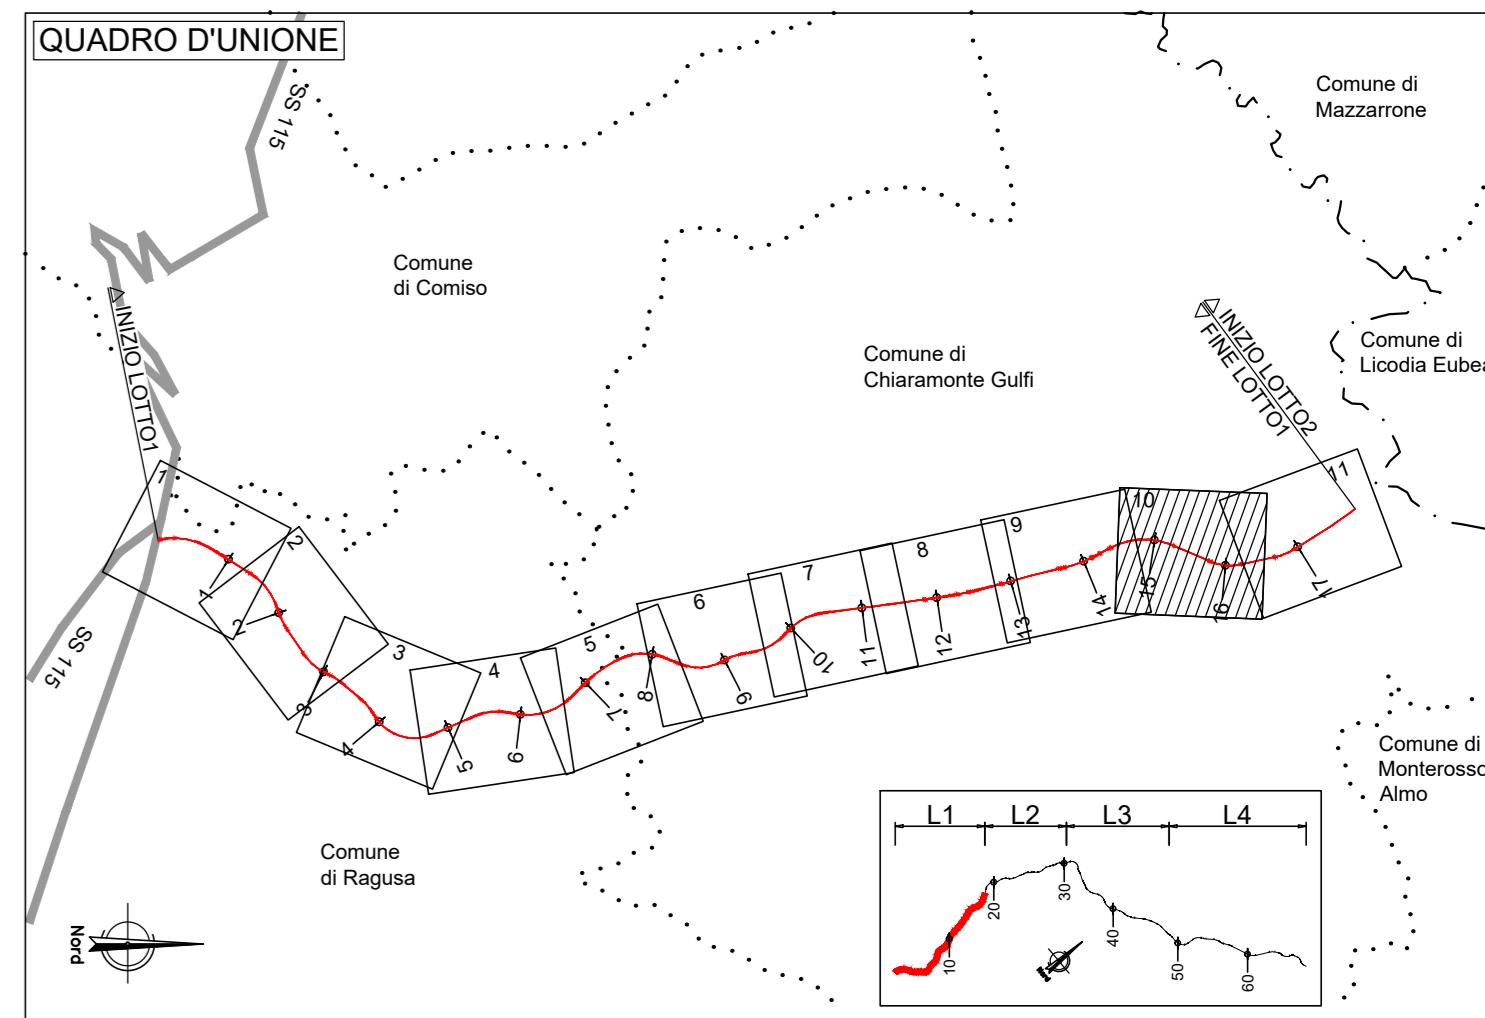 QUADRO D'UNIONE
SS 115
Comune di
Mazzarrone
Comune
di Comiso
INIZIO LOTTO1
Comune di
Chiaramonte Gulfi
INIZIO LOTTO2
FINE LOTTO1
Comune di
Licodia Eubea
1
2
3
4
5
6
7
8
9
10
11
1
2
3
4
5
6
7
8
9
10
11
12
13
14
15
16
17
SS 115
Comune di
Monterosso
Almo
Comune
di Ragusa
Nord
L1 L2 L3 L4
10
20
30
40
50
60